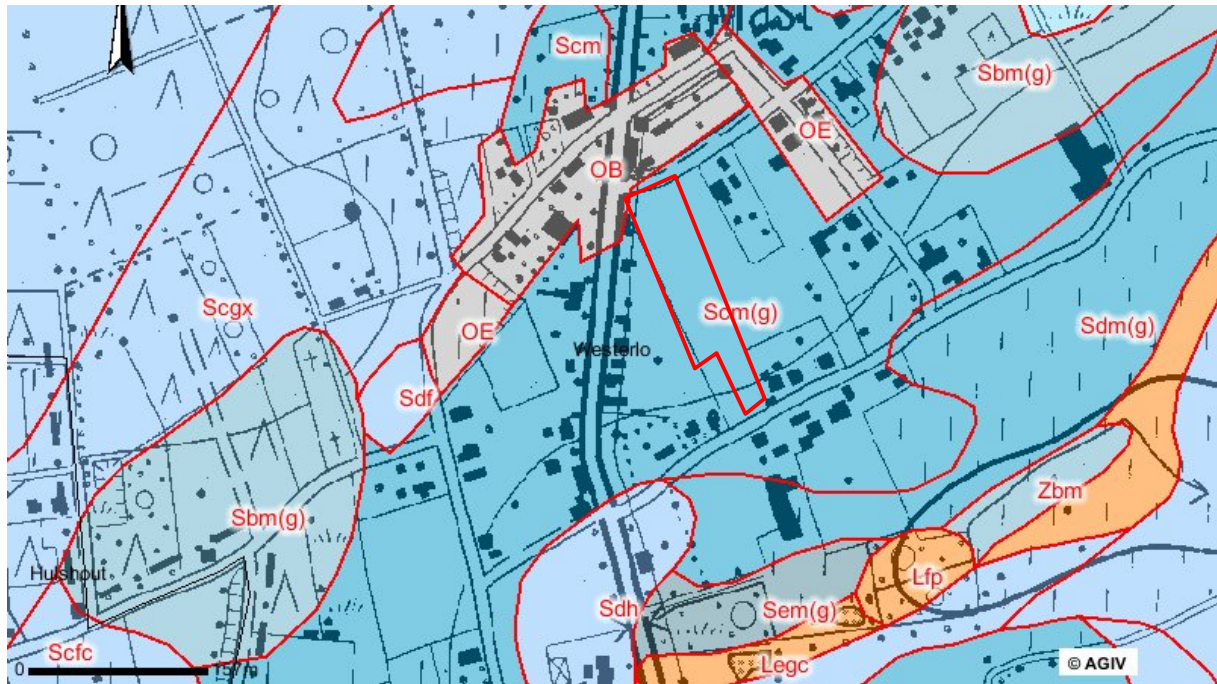 Scm
Sbm(g)
OE
OB
Scgx
Scm(g)
Sdm(g)
OE
Westerlo
Sdf
Zbm
Sbm(g)
Hulshout
Lfp
Sdh
Sem(g)
Scfc
Legc
0 157m
© AGIV